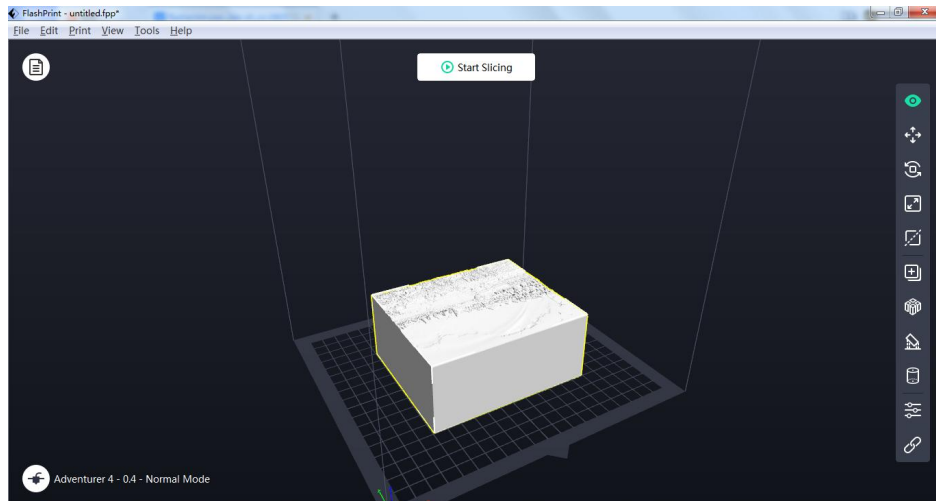 FlashPrint - untitled.fpp*
File Edit Print View Tools Help
Start Slicing
Adventurer 4 - 0.4 - Normal Mode